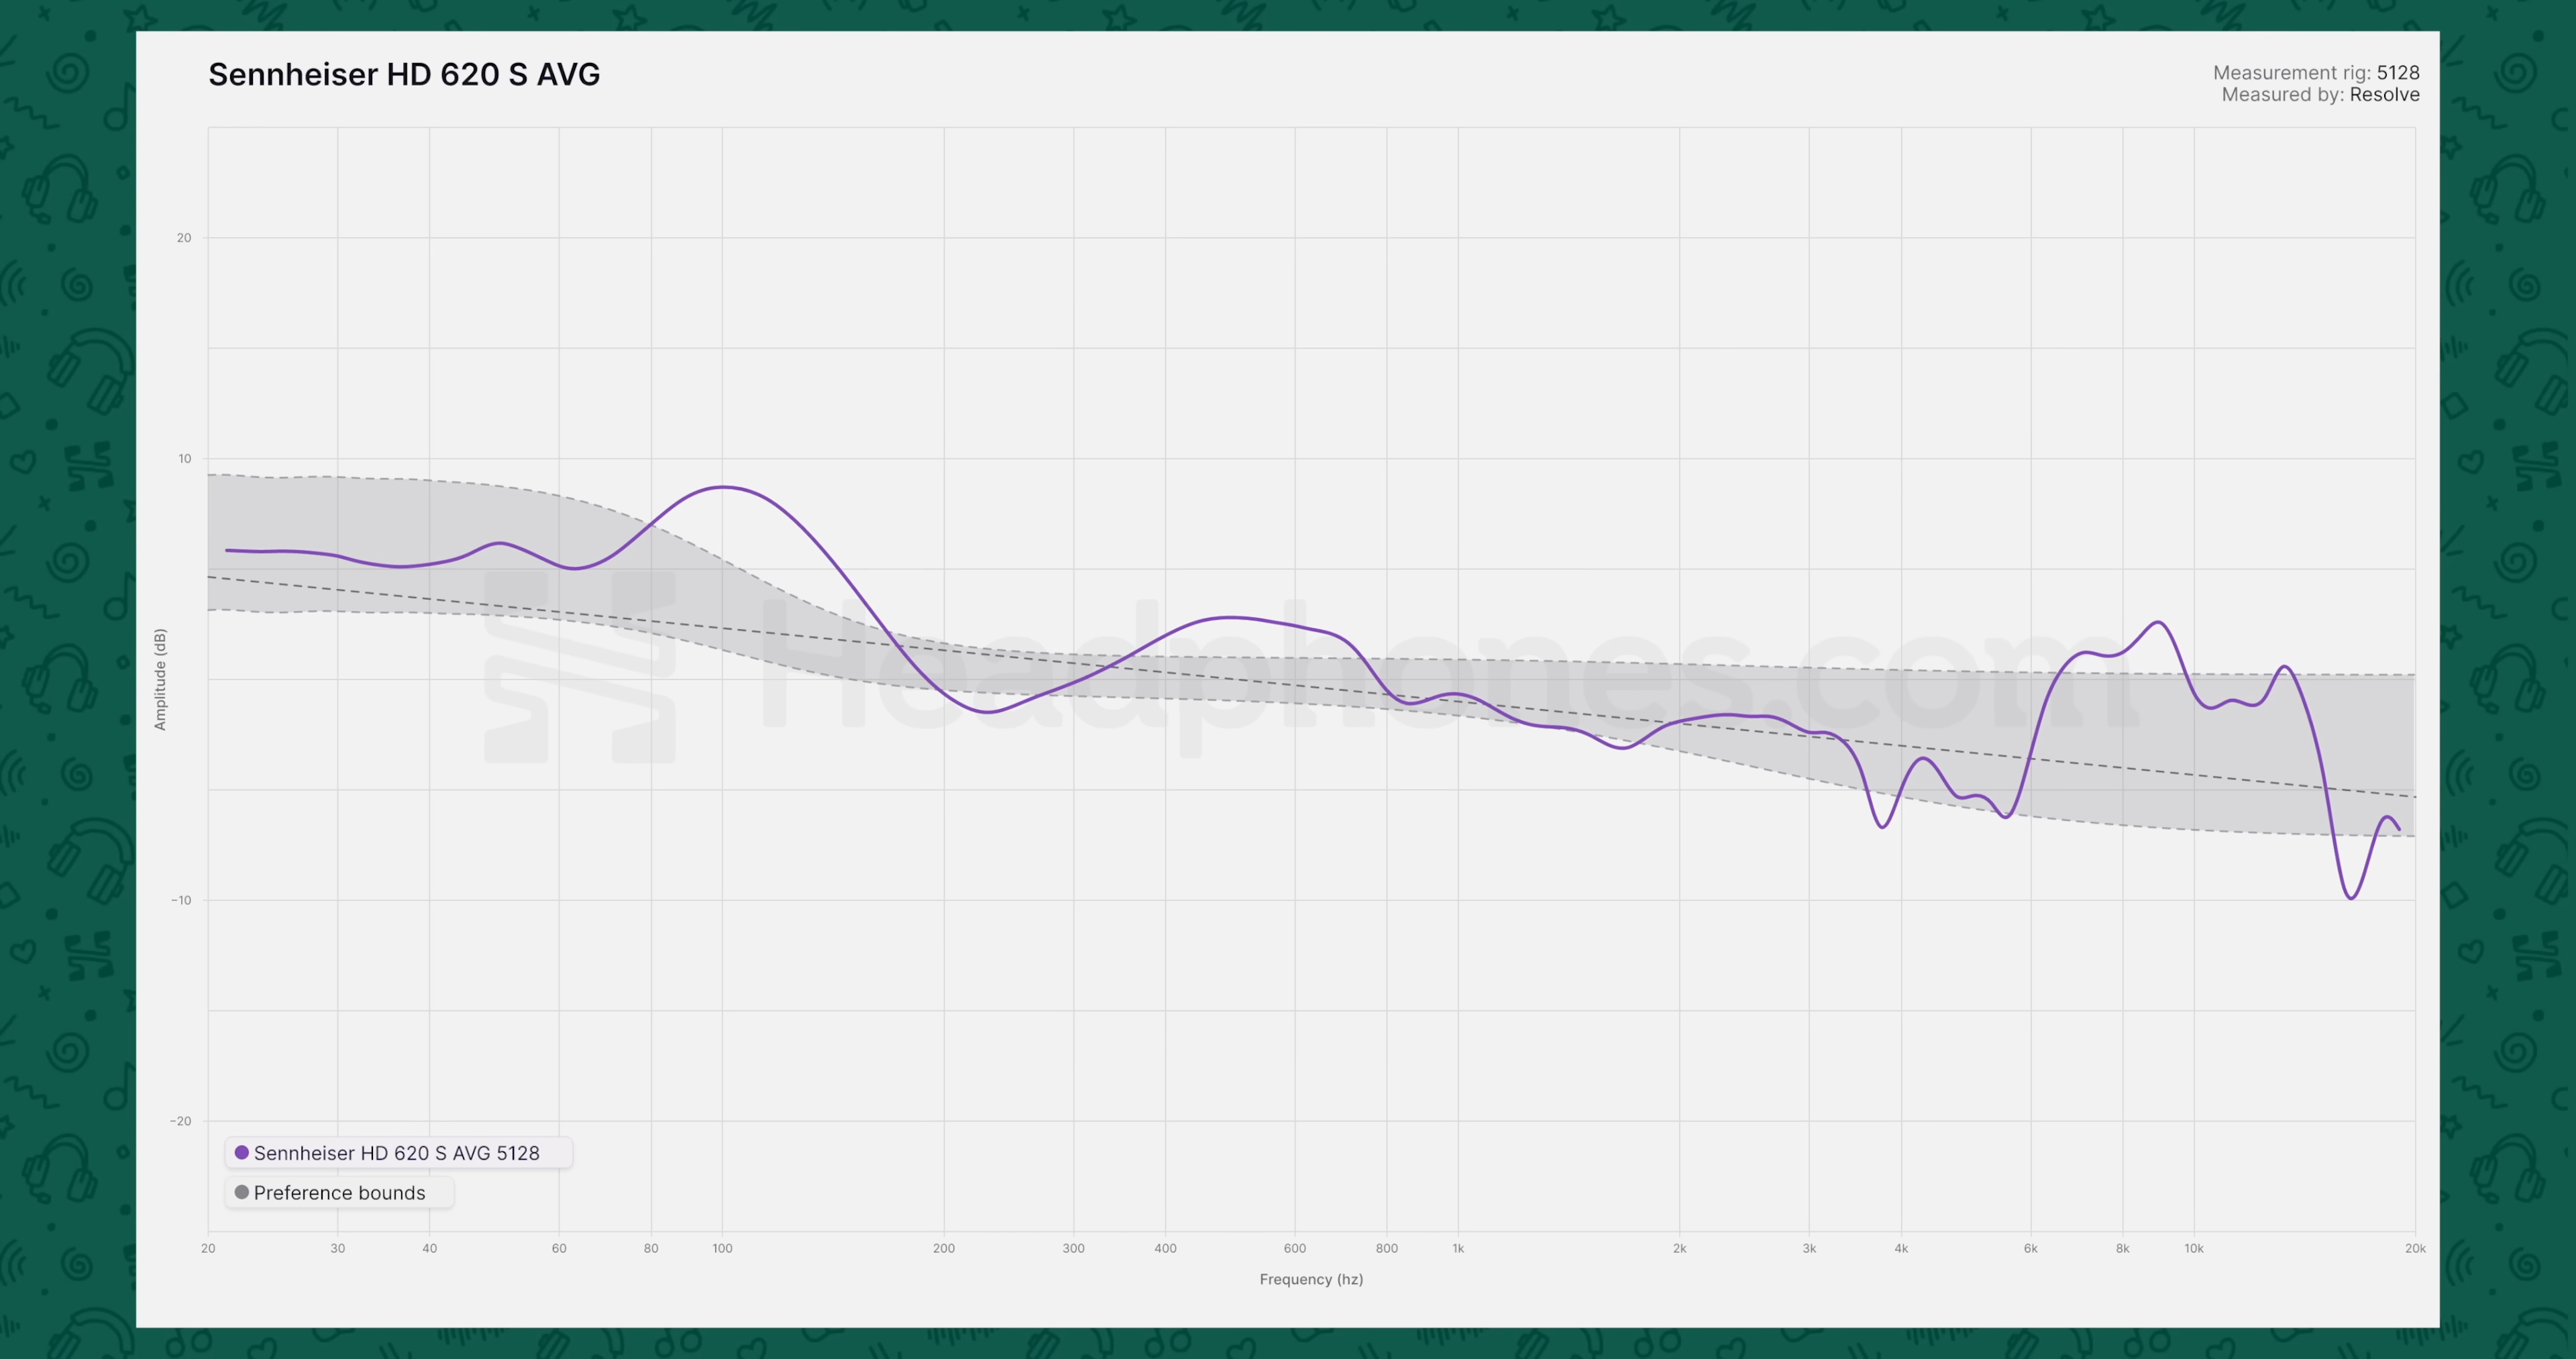 Sennheiser HD 620 S AVG
Measurement rig: 5128
Measured by: Resolve
20
10
−10
−20
Amplitude (dB)
Headphones.com
Sennheiser HD 620 S AVG 5128
Preference bounds
20 30 40 60 80 100 200 300 400 600 800 1k 2k 3k 4k 6k 8k 10k 20k
Frequency (hz)